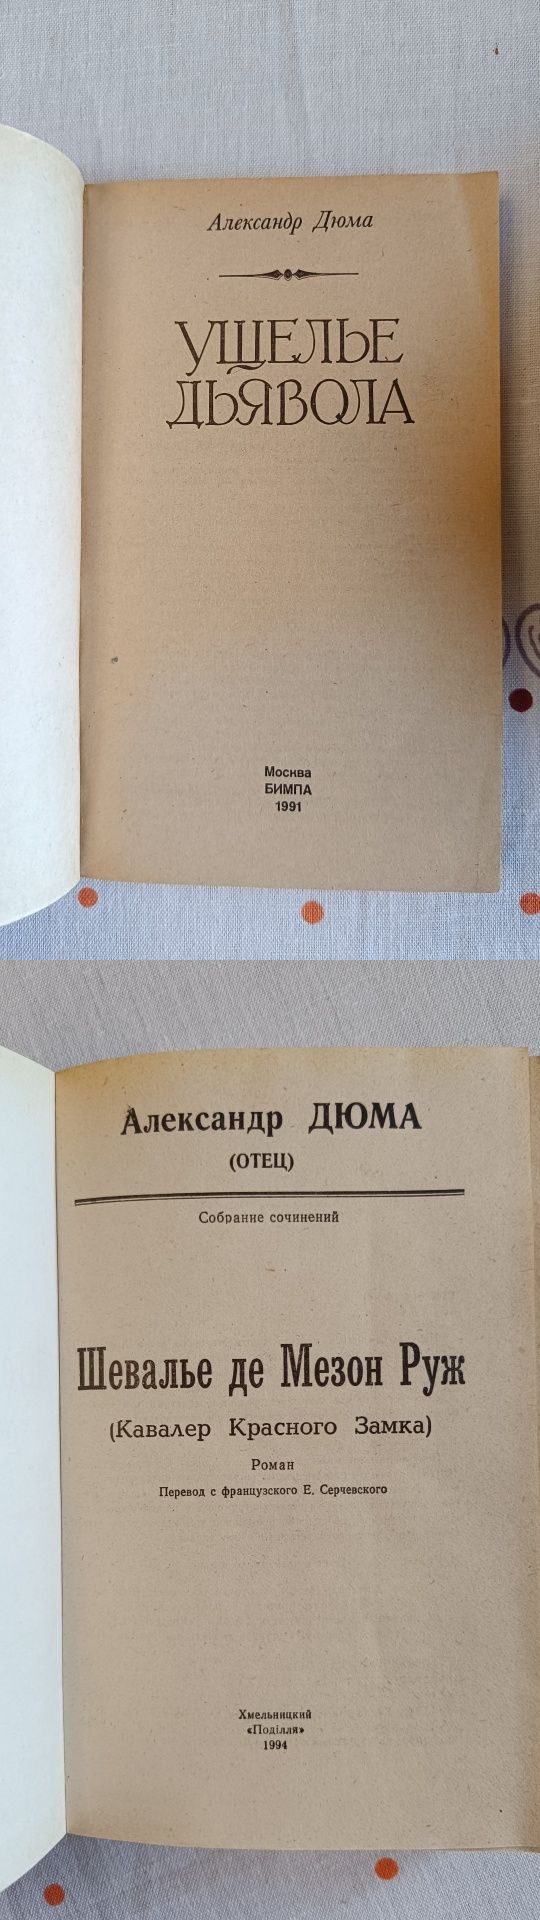 Александр Дюма
УЩЕЛЬЕ
ДЬЯВОЛА
Москва
БИМПА
1991
Александр ДЮМА
(ОТЕЦ)
Собрание сочинений
Шевалье де Мезон Руж
(Кавалер Красного Замка)
Роман
Перевод с французского Е. Серчевского
Хмельницкий
«Поділля»
1994